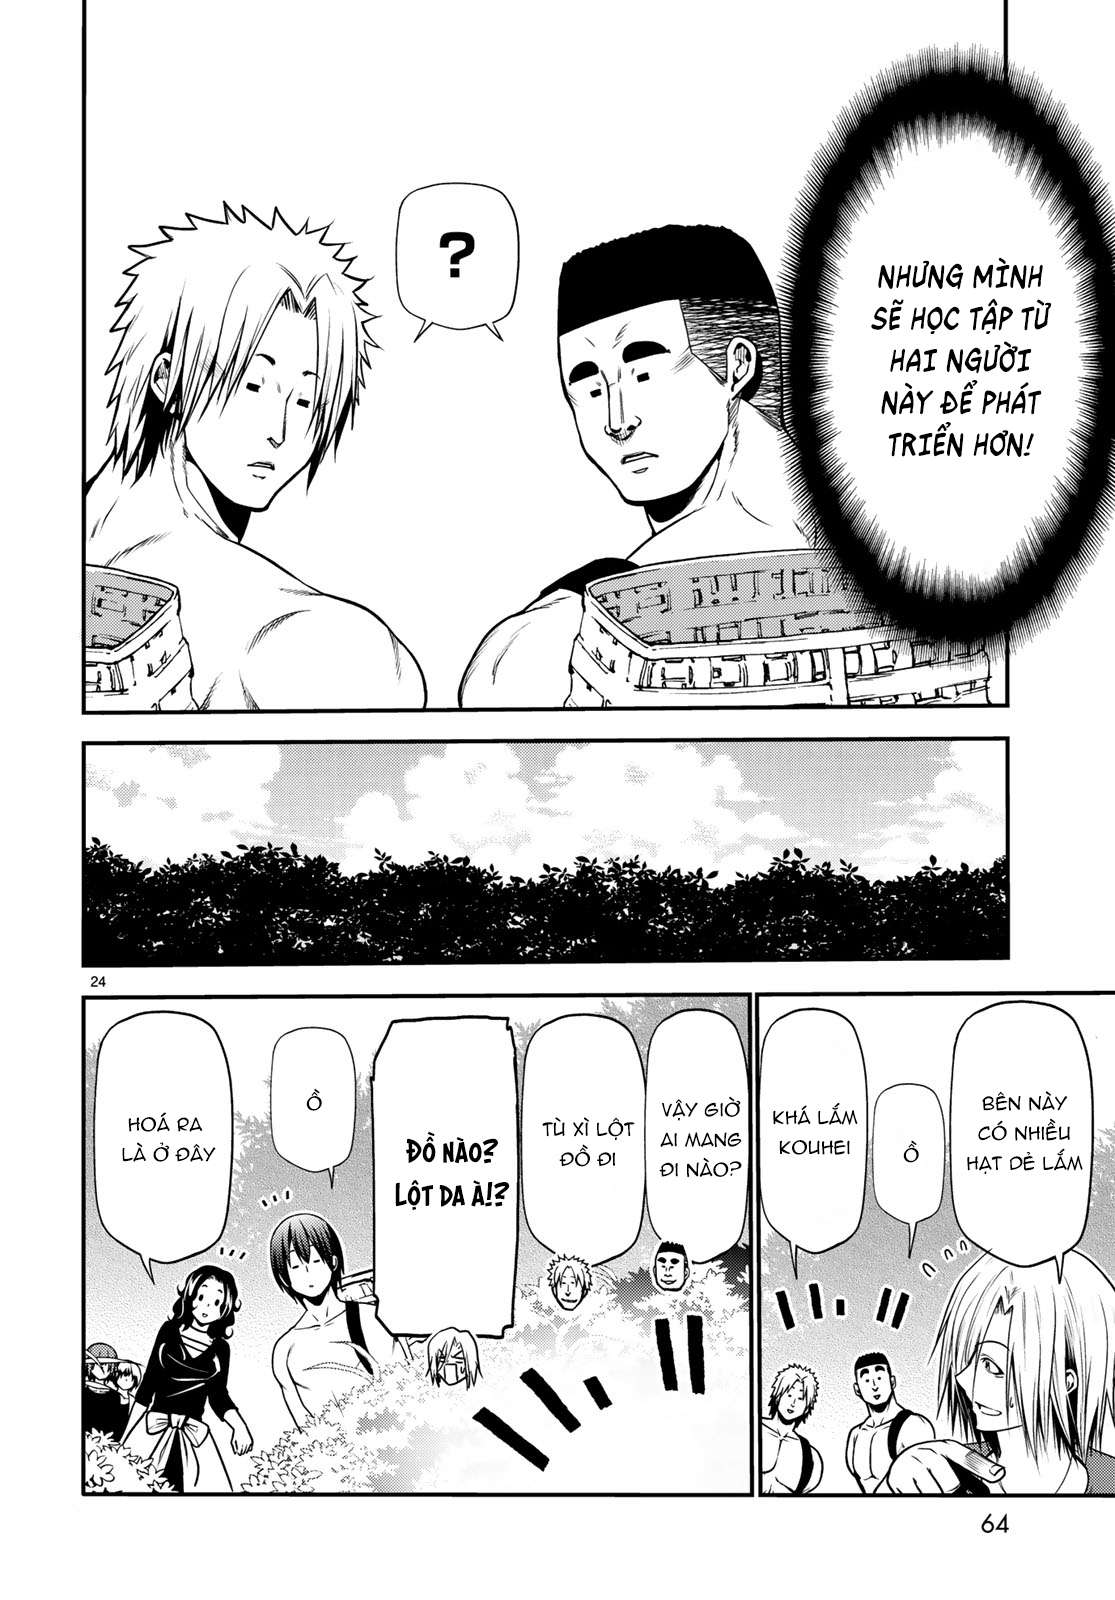 NHƯNG MÌNH
SẼ HỌC TẬP TỪ
HAI NGƯỜI
NÀY ĐỂ PHÁT
TRIỂN HƠN!
?
24
BÊN NÀY
CÓ NHIỀU
HẠT DẺ LẮM
Ồ
KHÁ LẮM
KOUHEI
VẬY GIỜ
AI MANG
ĐI NÀO?
TÙ XÌ LỘT
ĐỒ ĐI
ĐỒ NÀO?
LỘT DA À!?
Ồ
HOÁ RA
LÀ Ở ĐÂY
64